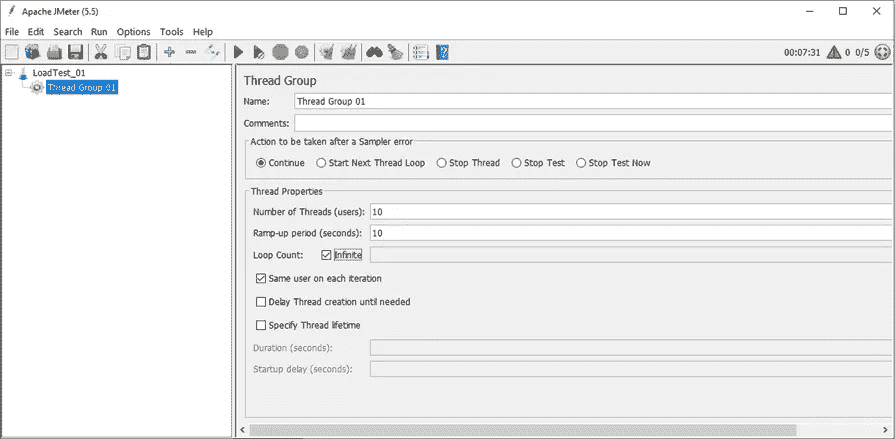 Apache JMeter (5.5)
File Edit Search Run Options Tools Help
00:07:31 0 0/5
LoadTest_01
Thread Group 01
Thread Group
Name: Thread Group 01
Comments:
Action to be taken after a Sampler error
Continue Start Next Thread Loop Stop Thread Stop Test Stop Test Now
Thread Properties
Number of Threads (users): 10
Ramp-up period (seconds): 10
Loop Count: Infinite
Same user on each iteration
Delay Thread creation until needed
Specify Thread lifetime
Duration (seconds):
Startup delay (seconds):